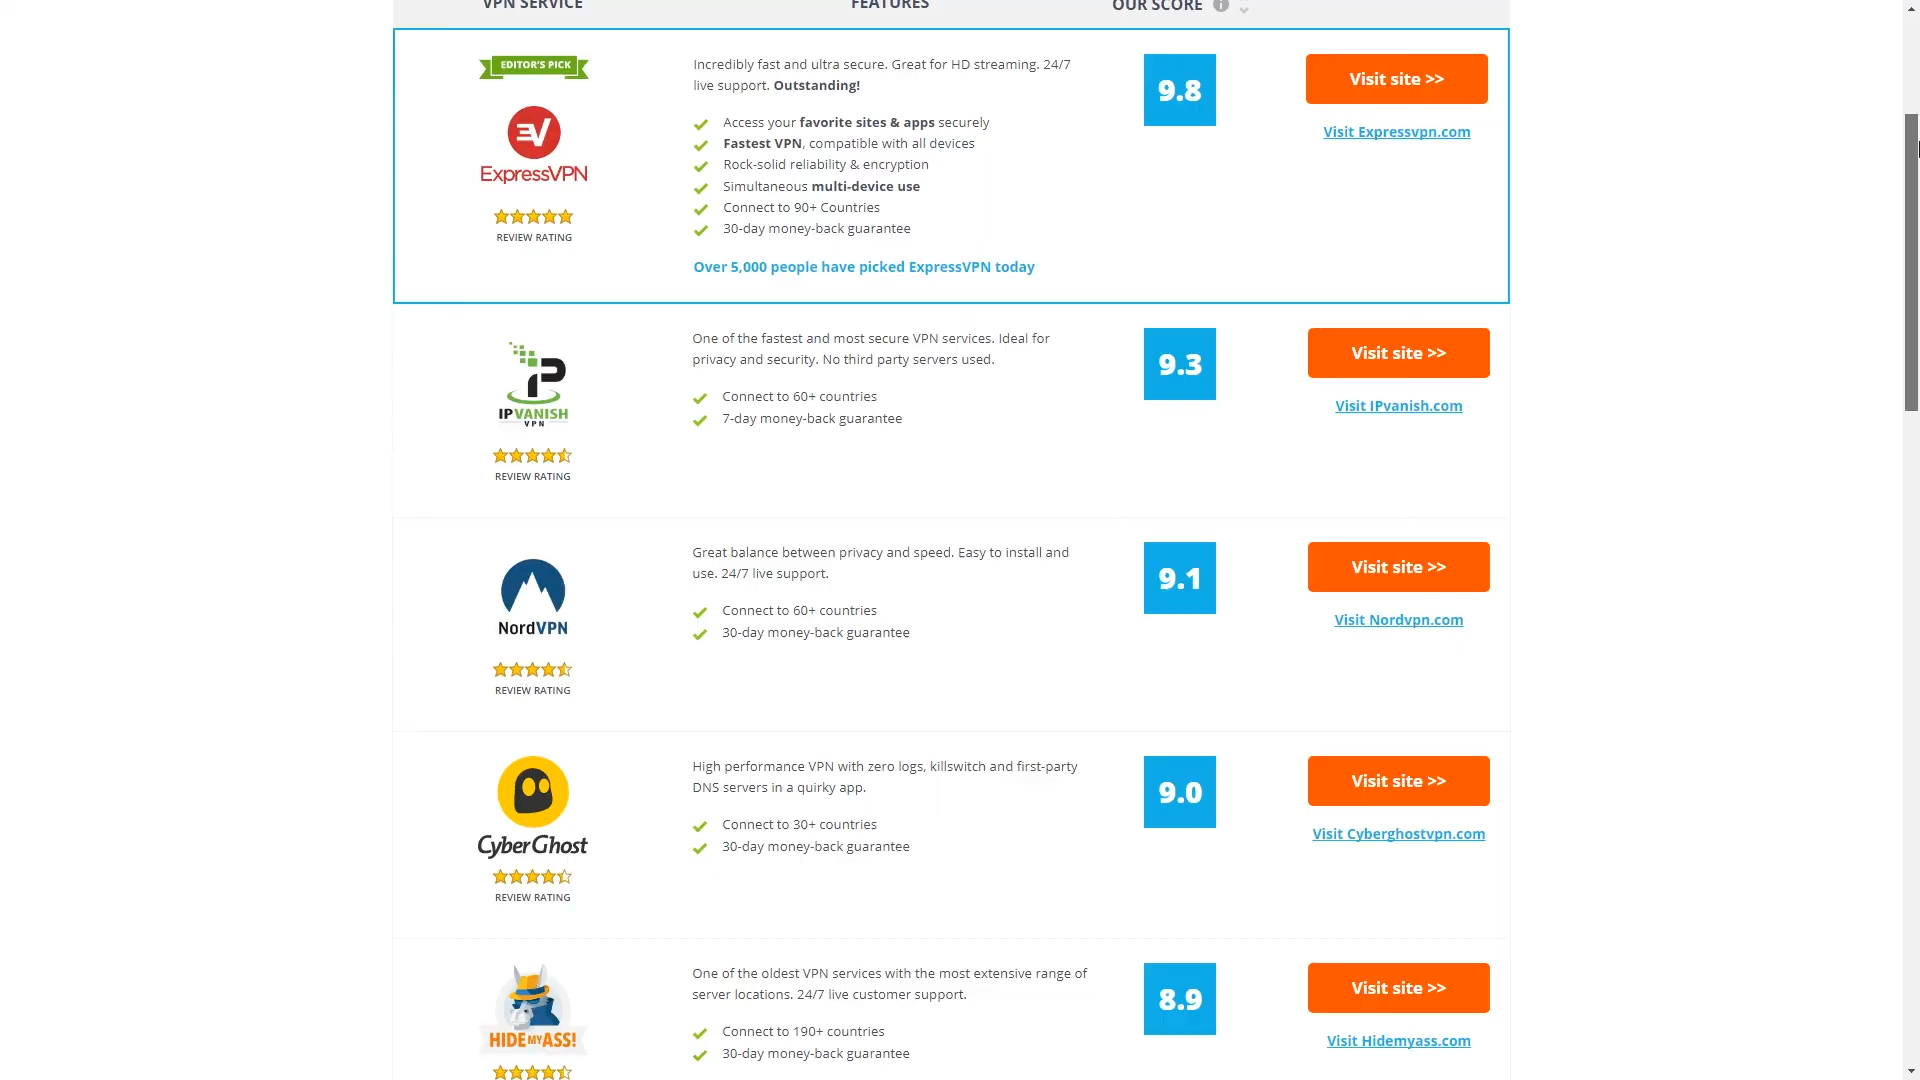 VPN SERVICE FEATURES OUR SCORE
EDITOR'S PICK
ExpressVPN
REVIEW RATING
Incredibly fast and ultra secure. Great for HD streaming. 24/7
live support. Outstanding!
Access your favorite sites & apps securely
Fastest VPN, compatible with all devices
Rock-solid reliability & encryption
Simultaneous multi-device use
Connect to 90+ Countries
30-day money-back guarantee
Over 5,000 people have picked ExpressVPN today
9.8
Visit site >>
Visit Expressvpn.com
IPVANISH
VPN
REVIEW RATING
One of the fastest and most secure VPN services. Ideal for
privacy and security. No third party servers used.
Connect to 60+ countries
7-day money-back guarantee
9.3
Visit site >>
Visit IPvanish.com
NordVPN
REVIEW RATING
Great balance between privacy and speed. Easy to install and
use. 24/7 live support.
Connect to 60+ countries
30-day money-back guarantee
9.1
Visit site >>
Visit Nordvpn.com
CyberGhost
REVIEW RATING
High performance VPN with zero logs, killswitch and first-party
DNS servers in a quirky app.
Connect to 30+ countries
30-day money-back guarantee
9.0
Visit site >>
Visit Cyberghostvpn.com
HIDE MY ASS!
One of the oldest VPN services with the most extensive range of
server locations. 24/7 live customer support.
Connect to 190+ countries
30-day money-back guarantee
8.9
Visit site >>
Visit Hidemyass.com